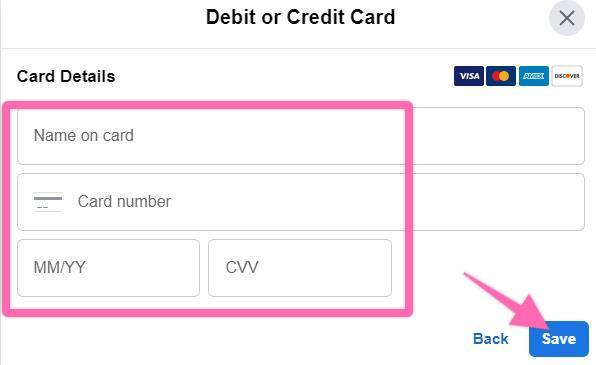 Debit or Credit Card
Card Details VISA AMEX DISCOVER
Name on card
Card number
MM/YY CVV
Back Save